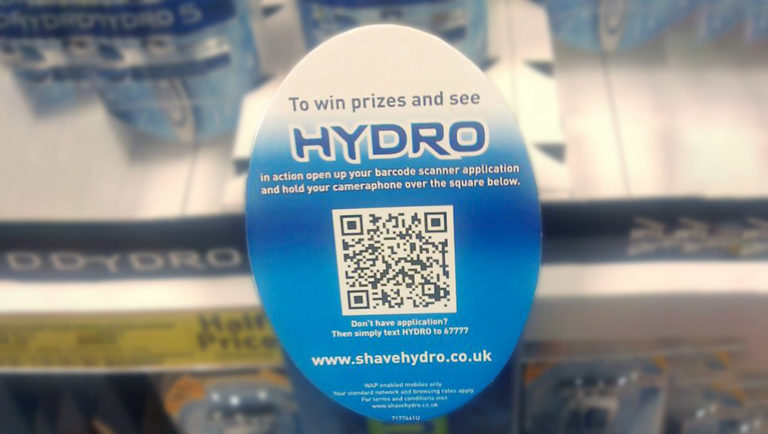 HYDRO 5
To win prizes and see
HYDRO
in action open up your barcode scanner application
and hold your cameraphone over the square below.
HYDRO
Half
Price
Don't have application?
Then simply text HYDRO to 67777
www.shavehydro.co.uk
WAP enabled mobiles only
Your standard network and browsing rates apply
For terms and conditions visit
www.shavehydro.co.uk